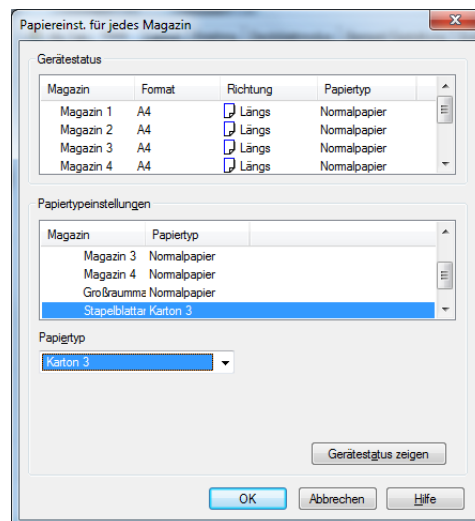 Papiereinst. für jedes Magazin
Gerätestatus
Magazin Format Richtung Papiertyp
Magazin 1 A4 Längs Normalpapier
Magazin 2 A4 Längs Normalpapier
Magazin 3 A4 Längs Normalpapier
Magazin 4 A4 Längs Normalpapier
Papiertypeinstellungen
Magazin Papiertyp
Magazin 3 Normalpapier
Magazin 4 Normalpapier
Großraumma Normalpapier
Stapelblattar Karton 3
Papiertyp
Karton 3
Gerätestatus zeigen
OK Abbrechen Hilfe